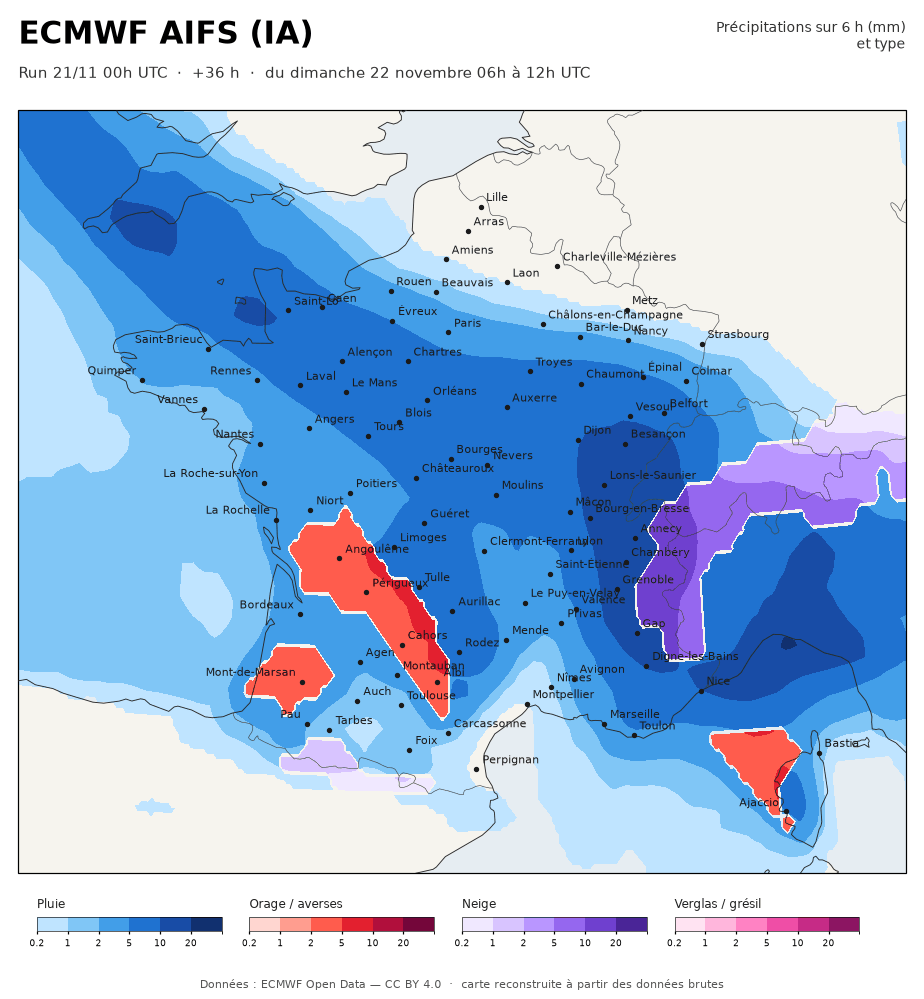 ECMWF AIFS (IA)
Précipitations sur 6 h (mm)
et type
Run 21/11 00h UTC · +36 h · du dimanche 22 novembre 06h à 12h UTC
Lille
Arras
Amiens
Charleville-Mézières
Laon
Rouen
Beauvais
Saint-Lô
Caen
Metz
Évreux
Châlons-en-Champagne
Paris
Bar-le-Duc
Nancy
Strasbourg
Saint-Brieuc
Alençon
Chartres
Quimper
Rennes
Laval
Troyes
Chaumont
Épinal
Colmar
Le Mans
Orléans
Vannes
Auxerre
Blois
Vesoul
Belfort
Angers
Tours
Nantes
Dijon
Besançon
Bourges
Nevers
La Roche-sur-Yon
Châteauroux
Lons-le-Saunier
Poitiers
Moulins
Niort
Mâcon
Bourg-en-Bresse
La Rochelle
Guéret
Annecy
Angoulême
Limoges
Clermont-Ferrand
Lyon
Chambéry
Périgueux
Tulle
Saint-Étienne
Grenoble
Bordeaux
Aurillac
Le Puy-en-Velay
Valence
Privas
Cahors
Rodez
Mende
Gap
Agen
Digne-les-Bains
Mont-de-Marsan
Montauban
Albi
Nîmes
Avignon
Auch
Toulouse
Montpellier
Nice
Pau
Tarbes
Carcassonne
Marseille
Toulon
Foix
Perpignan
Bastia
Ajaccio
Pluie
Orage / averses
Neige
Verglas / grésil
0.2 1 2 5 10 20
0.2 1 2 5 10 20
0.2 1 2 5 10 20
0.2 1 2 5 10 20
Données : ECMWF Open Data — CC BY 4.0 · carte reconstruite à partir des données brutes